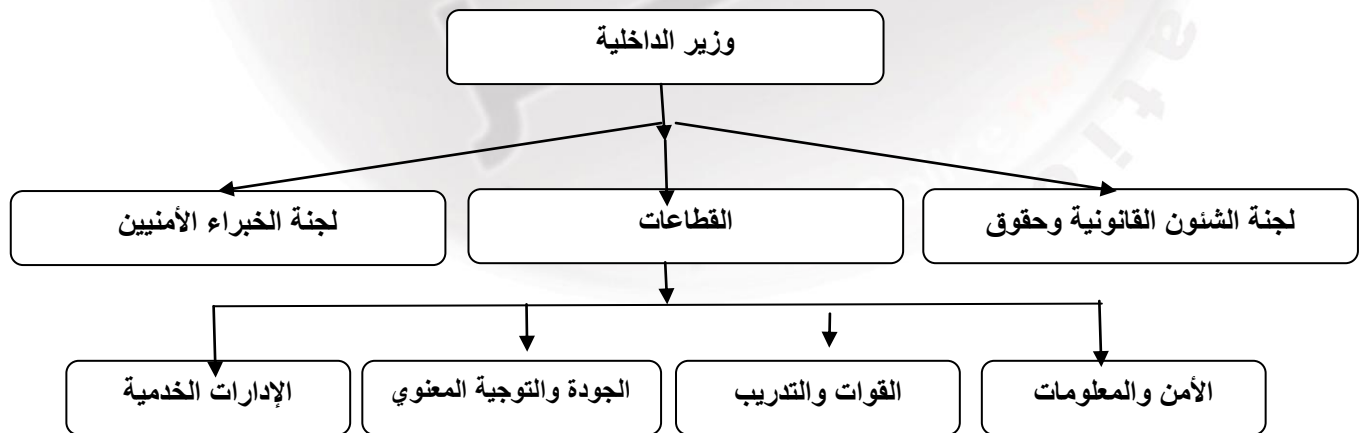 وزير الداخلية
لجنة الشئون القانونية وحقوق
القطاعات
لجنة الخبراء الأمنيين
الأمن والمعلومات
القوات والتدريب
الجودة والتوجية المعنوي
الإدارات الخدمية